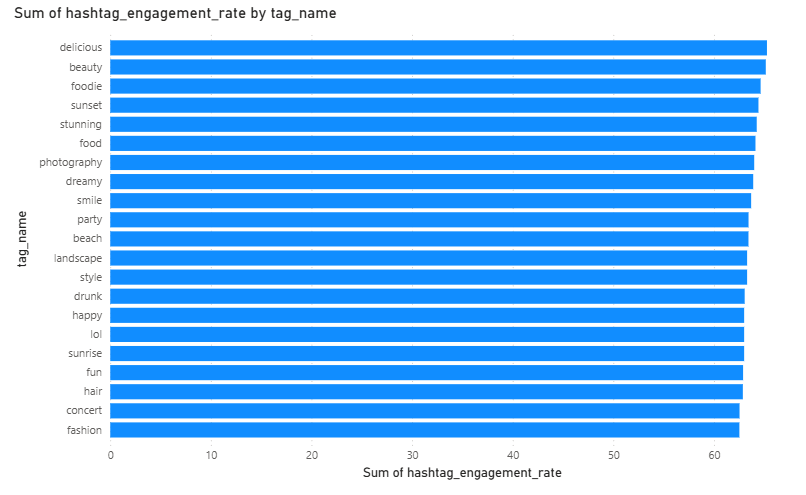 Sum of hashtag_engagement_rate by tag_name
delicious
beauty
foodie
sunset
stunning
food
photography
dreamy
smile
party
beach
landscape
style
drunk
happy
lol
sunrise
fun
hair
concert
fashion
tag_name
0 10 20 30 40 50 60
Sum of hashtag_engagement_rate